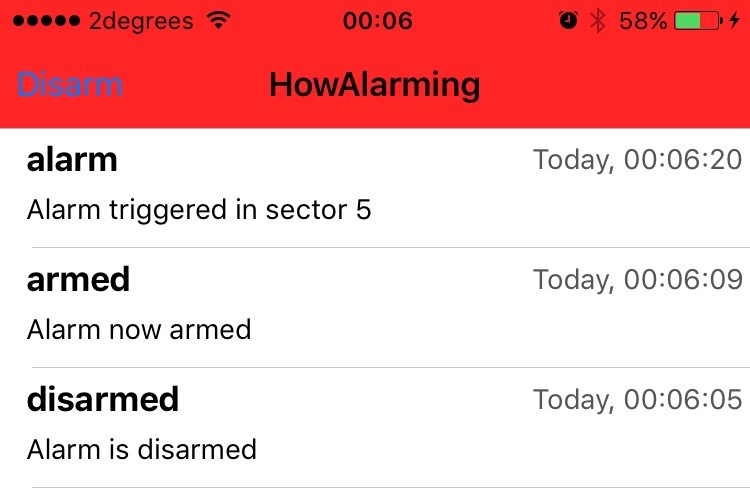 2degrees 00:06 58%
Disarm HowAlarming
alarm Today, 00:06:20
Alarm triggered in sector 5
armed Today, 00:06:09
Alarm now armed
disarmed Today, 00:06:05
Alarm is disarmed